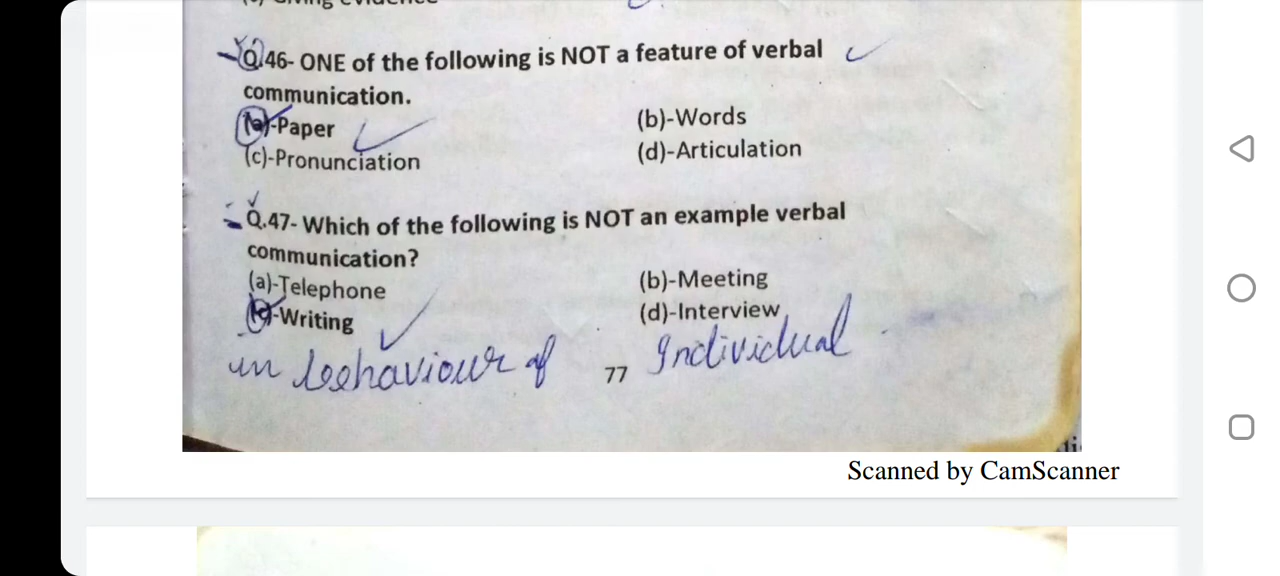 Giving evidence
Q.46- ONE of the following is NOT a feature of verbal
communication.
(a)-Paper (b)-Words
(c)-Pronunciation (d)-Articulation
Q.47- Which of the following is NOT an example verbal
communication?
(a)-Telephone (b)-Meeting
(c)-Writing (d)-Interview
in behaviour of 77 Individual
Scanned by CamScanner